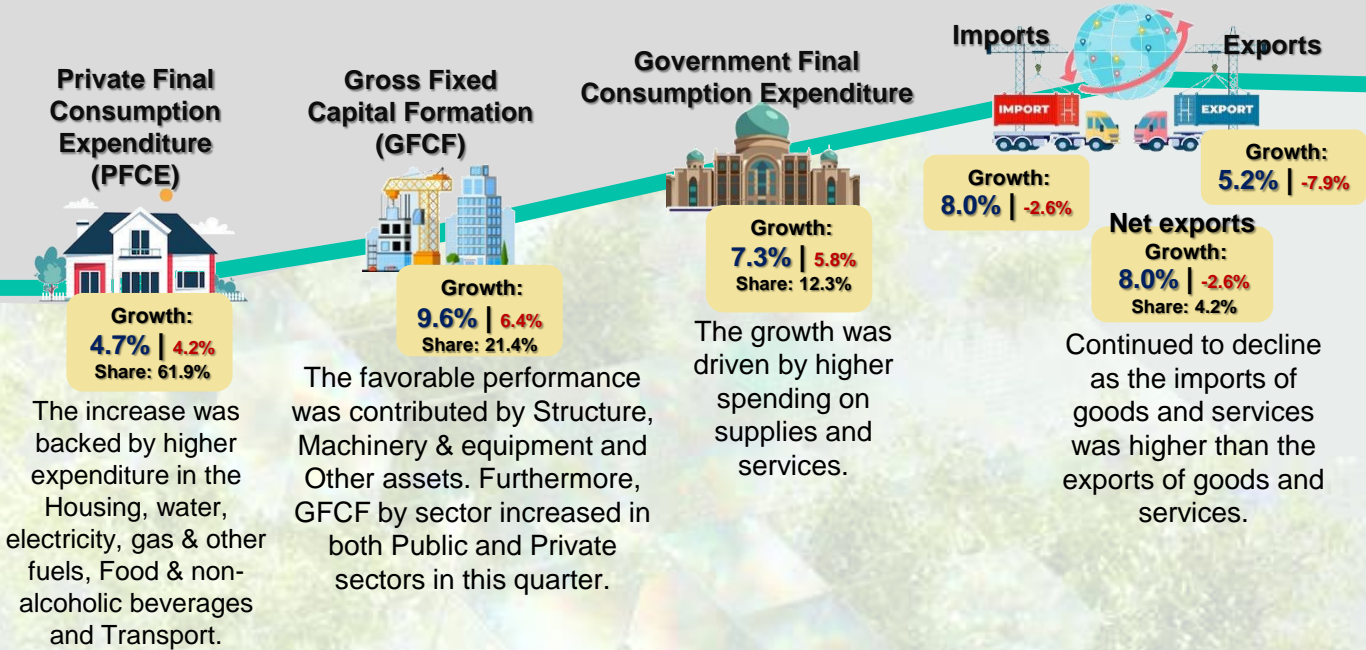 Private Final
Consumption
Expenditure
(PFCE)
Growth:
4.7% | 4.2%
Share: 61.9%
The increase was
backed by higher
expenditure in the
Housing, water,
electricity, gas & other
fuels, Food & non-
alcoholic beverages
and Transport.
Gross Fixed
Capital Formation
(GFCF)
Growth:
9.6% | 6.4%
Share: 21.4%
The favorable performance
was contributed by Structure,
Machinery & equipment and
Other assets. Furthermore,
GFCF by sector increased in
both Public and Private
sectors in this quarter.
Government Final
Consumption Expenditure
Growth:
7.3% | 5.8%
Share: 12.3%
The growth was
driven by higher
spending on
supplies and
services.
Imports
IMPORT
Growth:
8.0% | -2.6%
Exports
EXPORT
Growth:
5.2% | -7.9%
Net exports
Growth:
8.0% | -2.6%
Share: 4.2%
Continued to decline
as the imports of
goods and services
was higher than the
exports of goods and
services.